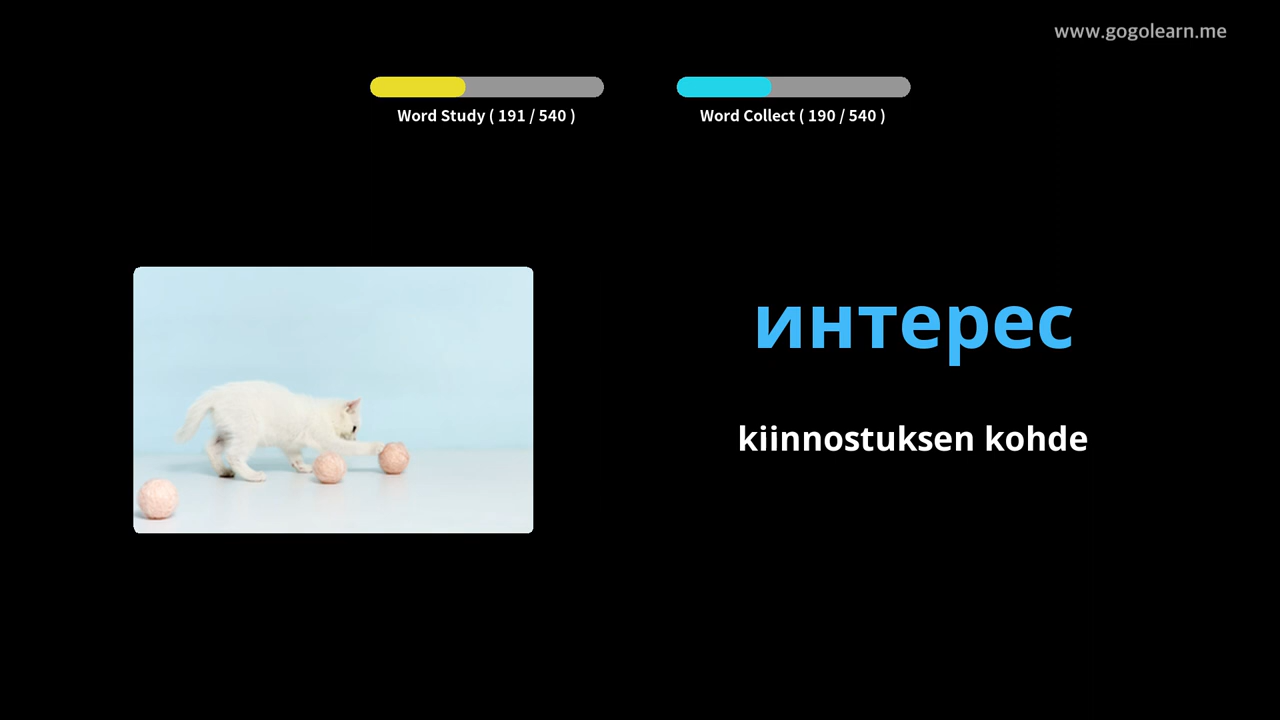 www.gogolearn.me
Word Study ( 191 / 540 )
Word Collect ( 190 / 540 )
интерес
kiinnostuksen kohde